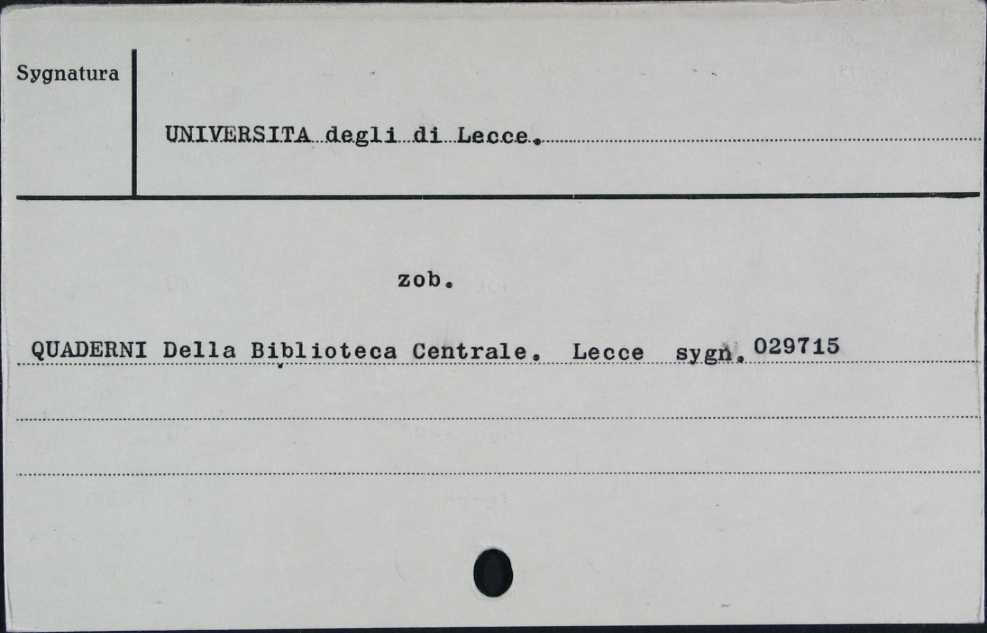 Sygnatura
UNIVERSITA degli di Lecce.
zob.
QUADERNI Della Biblioteca Centrale. Lecce sygn. 029715